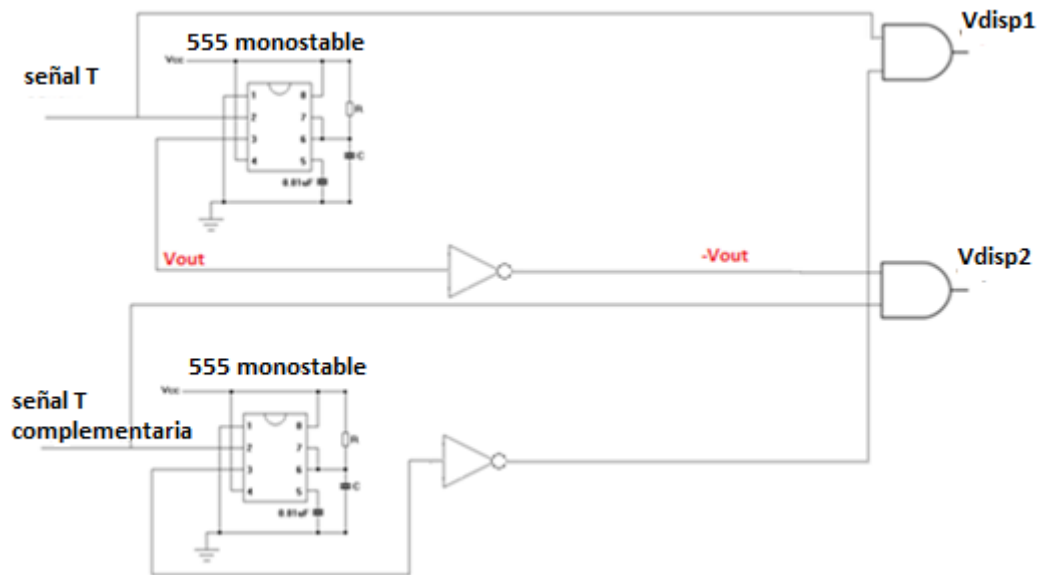 Vdisp1
555 monostable
Vcc
señal T
1 8
2 7
3 6
4 5
R
C
0.01uF
Vout
-Vout
Vdisp2
555 monostable
Vcc
señal T
complementaria
1 8
2 7
3 6
4 5
R
C
0.01uF